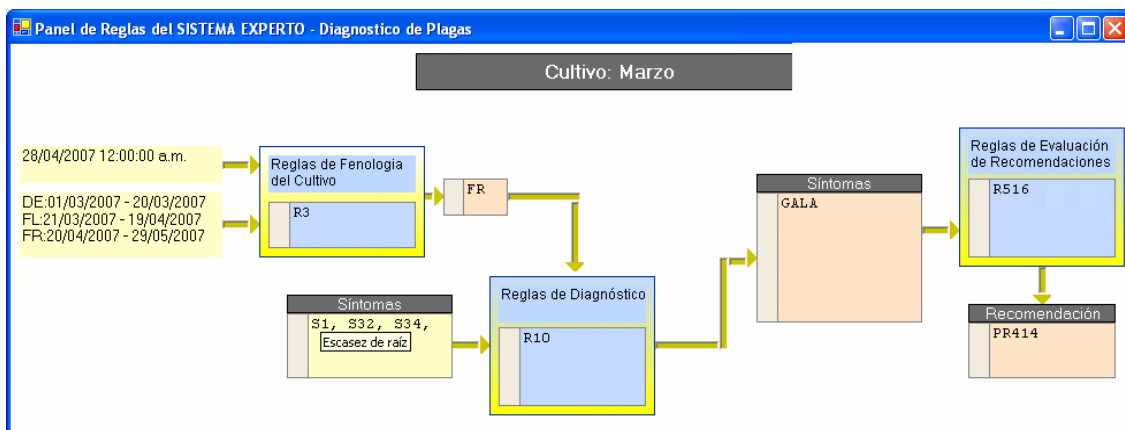 Panel de Reglas del SISTEMA EXPERTO - Diagnostico de Plagas
Cultivo: Marzo
28/04/2007 12:00:00 a.m.
DE:01/03/2007 - 20/03/2007
FL:21/03/2007 - 19/04/2007
FR:20/04/2007 - 29/05/2007
Reglas de Fenologia
del Cultivo
R3
FR
Síntomas
S1, S32, S34,
Escasez de raíz
Reglas de Diagnóstico
R10
Síntomas
GALA
Reglas de Evaluación
de Recomendaciones
R516
Recomendación
PR414